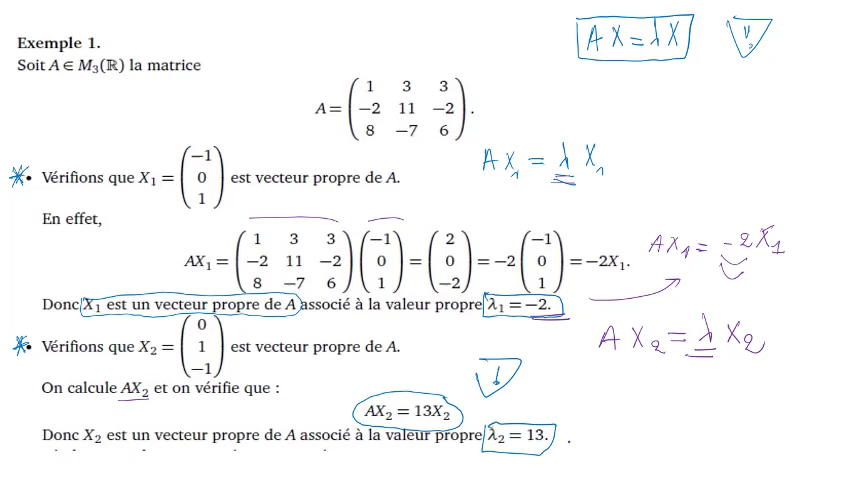 AX = λX
Exemple 1.
Soit A ∈ M₃(ℝ) la matrice
A = ( 1 3 3 ; −2 11 −2 ; 8 −7 6 ).
AX₁ = λ X₁
• Vérifions que X₁ = ( −1 ; 0 ; 1 ) est vecteur propre de A.
En effet,
AX₁ = ( 1 3 3 ; −2 11 −2 ; 8 −7 6 ) ( −1 ; 0 ; 1 ) = ( 2 ; 0 ; −2 ) = −2 ( −1 ; 0 ; 1 ) = −2X₁.
AX₁ = −2X₁
Donc X₁ est un vecteur propre de A associé à la valeur propre λ₁ = −2.
AX₂ = λ X₂
• Vérifions que X₂ = ( 0 ; 1 ; −1 ) est vecteur propre de A.
On calcule AX₂ et on vérifie que :
AX₂ = 13X₂
Donc X₂ est un vecteur propre de A associé à la valeur propre λ₂ = 13.